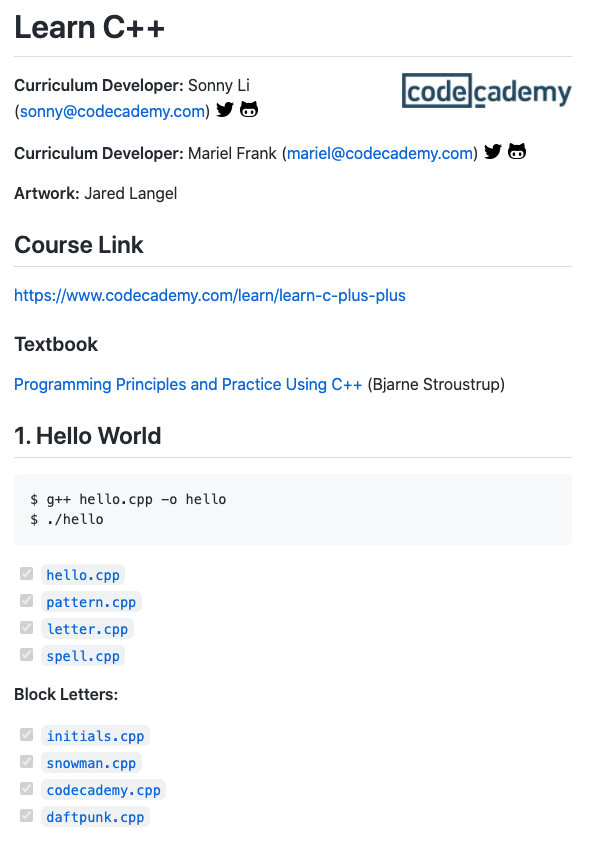 Learn C++
Curriculum Developer: Sonny Li
(sonny@codecademy.com)
codecademy
Curriculum Developer: Mariel Frank (mariel@codecademy.com)
Artwork: Jared Langel
Course Link
https://www.codecademy.com/learn/learn-c-plus-plus
Textbook
Programming Principles and Practice Using C++ (Bjarne Stroustrup)
1. Hello World
$ g++ hello.cpp -o hello
$ ./hello
hello.cpp
pattern.cpp
letter.cpp
spell.cpp
Block Letters:
initials.cpp
snowman.cpp
codecademy.cpp
daftpunk.cpp